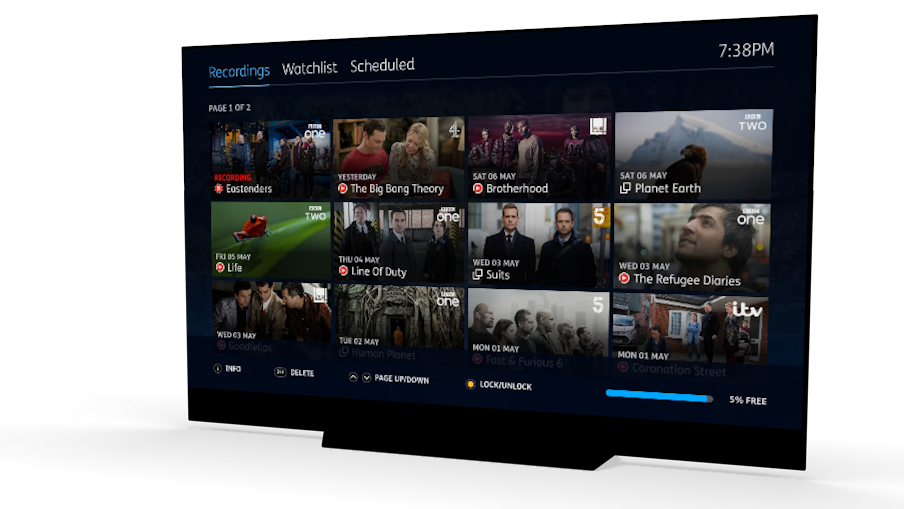 7:38PM
Recordings Watchlist Scheduled
PAGE 1 OF 2
BBC one
RECORDING
Eastenders
4
YESTERDAY
The Big Bang Theory
SAT 06 MAY
Brotherhood
BBC TWO
SAT 06 MAY
Planet Earth
BBC TWO
FRI 05 MAY
Life
BBC one
THU 04 MAY
Line Of Duty
5
WED 03 MAY
Suits
BBC one
WED 03 MAY
The Refugee Diaries
WED 03 MAY
Goodfellas
BBC one
TUE 02 MAY
Human Planet
5
MON 01 MAY
Fast & Furious 6
itv
MON 01 MAY
Coronation Street
i INFO
DELETE
PAGE UP/DOWN
LOCK/UNLOCK
5% FREE